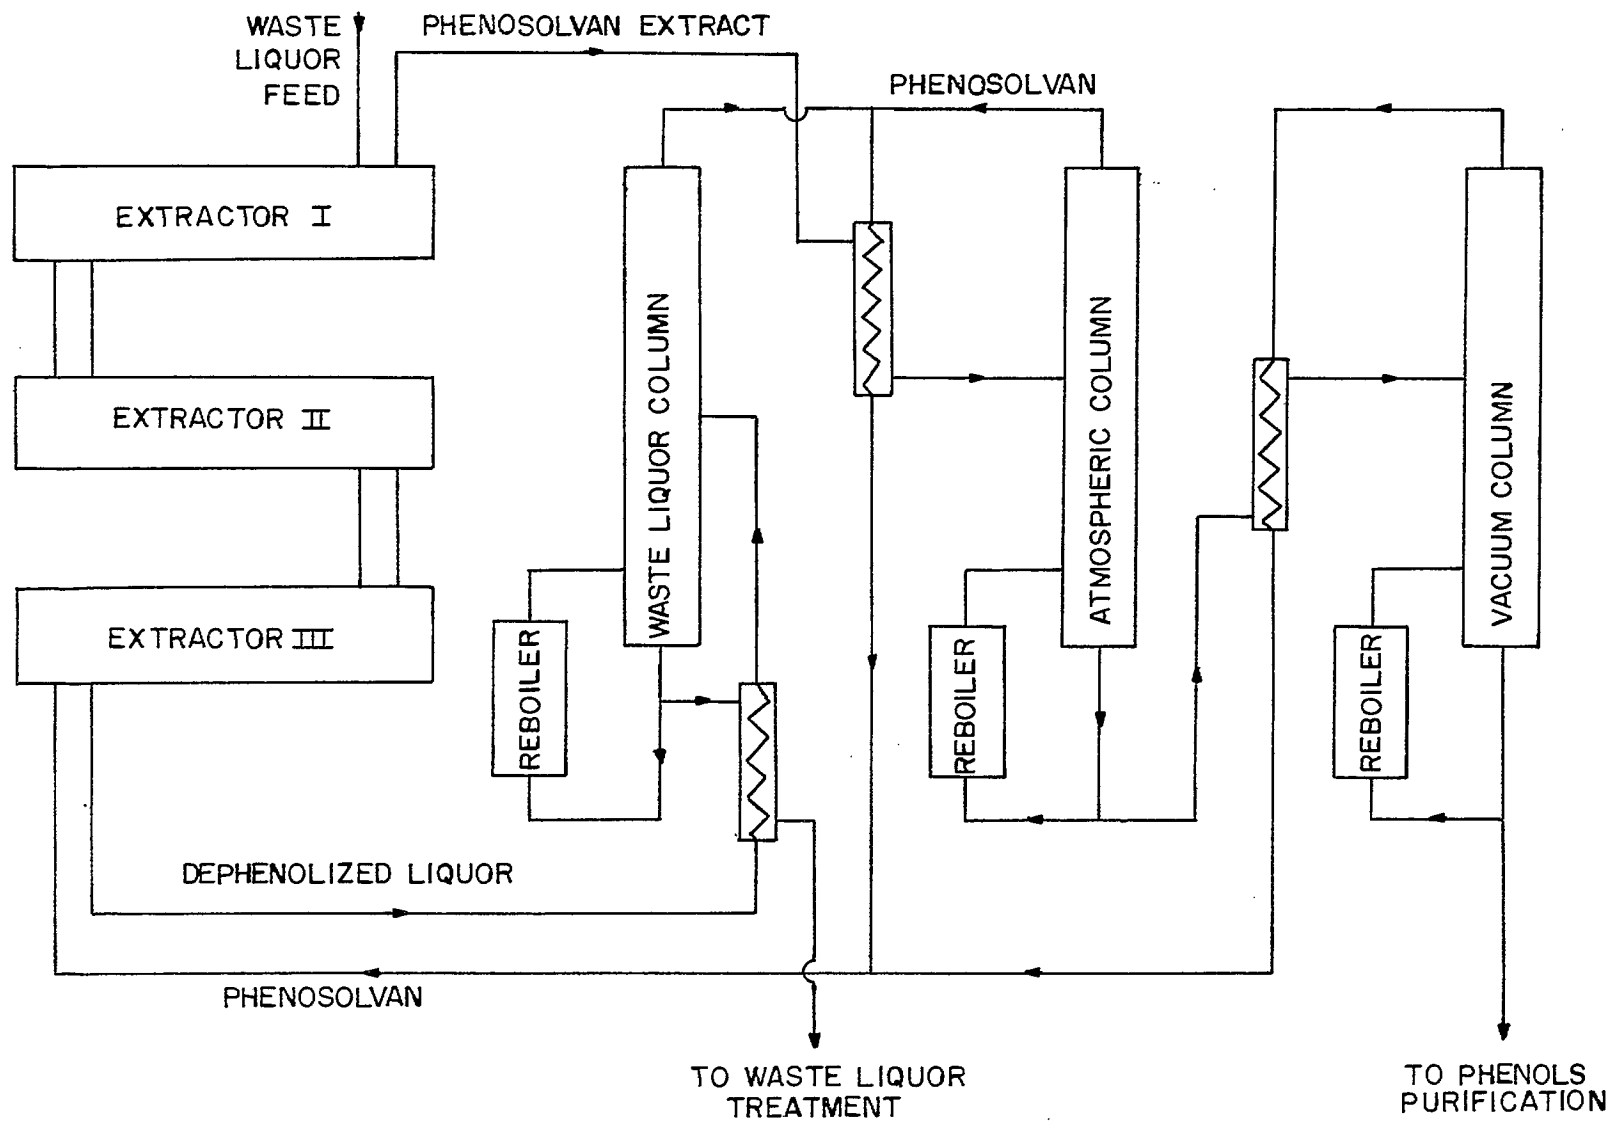 WASTE
LIQUOR
FEED
PHENOSOLVAN EXTRACT
PHENOSOLVAN
EXTRACTOR I
EXTRACTOR II
EXTRACTOR III
WASTE LIQUOR COLUMN
REBOILER
ATMOSPHERIC COLUMN
REBOILER
VACUUM COLUMN
REBOILER
DEPHENOLIZED LIQUOR
PHENOSOLVAN
TO WASTE LIQUOR
TREATMENT
TO PHENOLS
PURIFICATION